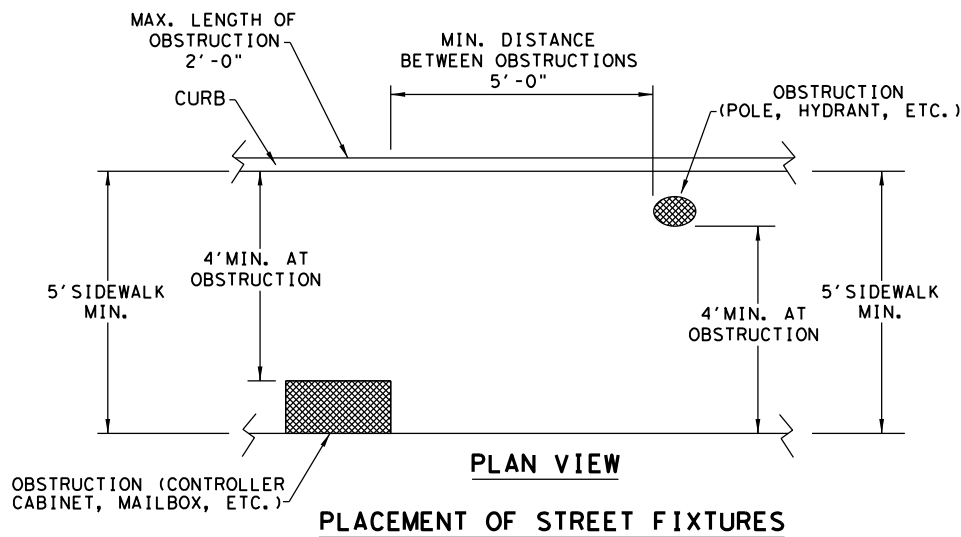 MAX. LENGTH OF
OBSTRUCTION
2'-0"
CURB
MIN. DISTANCE
BETWEEN OBSTRUCTIONS
5'-0"
OBSTRUCTION
(POLE, HYDRANT, ETC.)
4'MIN. AT
OBSTRUCTION
5'SIDEWALK
MIN.
4'MIN. AT
OBSTRUCTION
5'SIDEWALK
MIN.
OBSTRUCTION (CONTROLLER
CABINET, MAILBOX, ETC.)
PLAN VIEW
PLACEMENT OF STREET FIXTURES